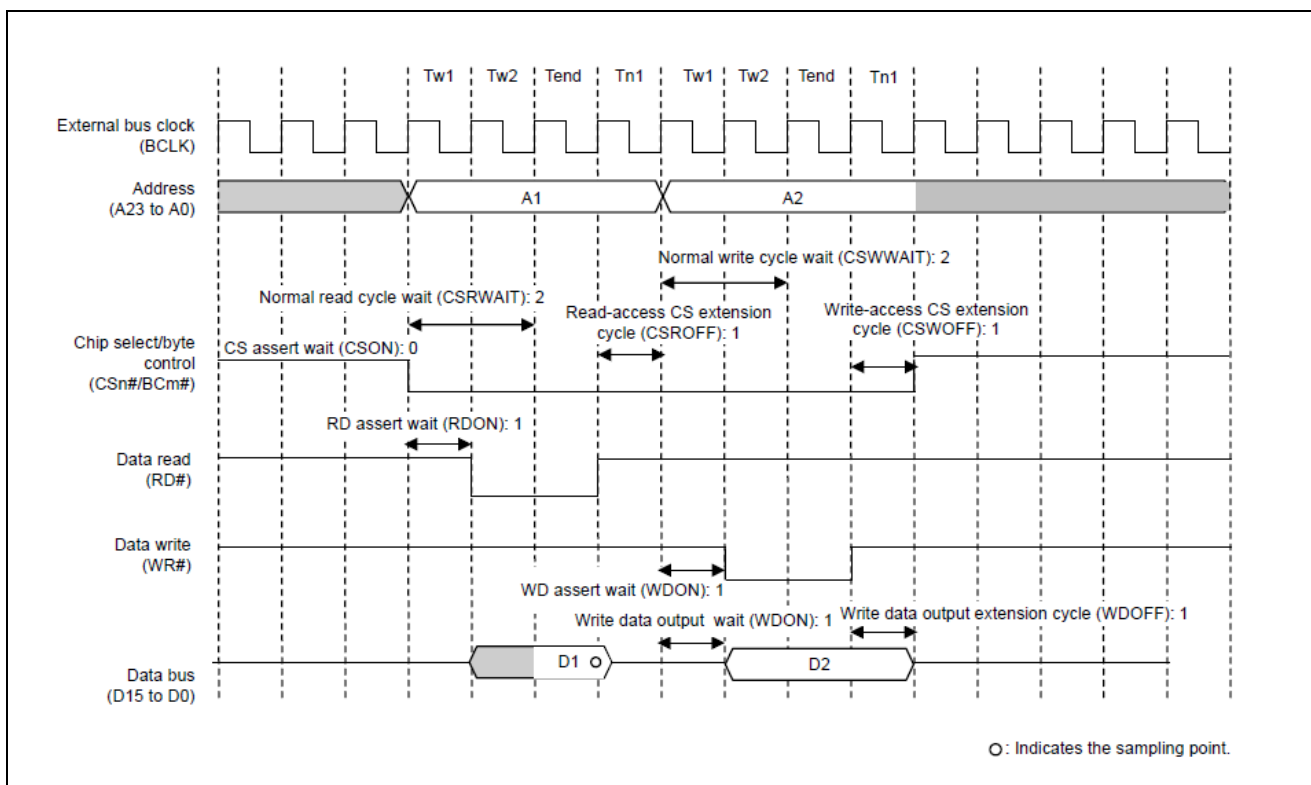 Tw1 Tw2 Tend Tn1 Tw1 Tw2 Tend Tn1
External bus clock
(BCLK)
Address
(A23 to A0)
A1
A2
Normal write cycle wait (CSWWAIT): 2
Normal read cycle wait (CSRWAIT): 2
Read-access CS extension
cycle (CSROFF): 1
Write-access CS extension
cycle (CSWOFF): 1
Chip select/byte
control
(CSn#/BCm#)
CS assert wait (CSON): 0
RD assert wait (RDON): 1
Data read
(RD#)
Data write
(WR#)
WD assert wait (WDON): 1
Write data output wait (WDON): 1
Write data output extension cycle (WDOFF): 1
Data bus
(D15 to D0)
D1
D2
O: Indicates the sampling point.